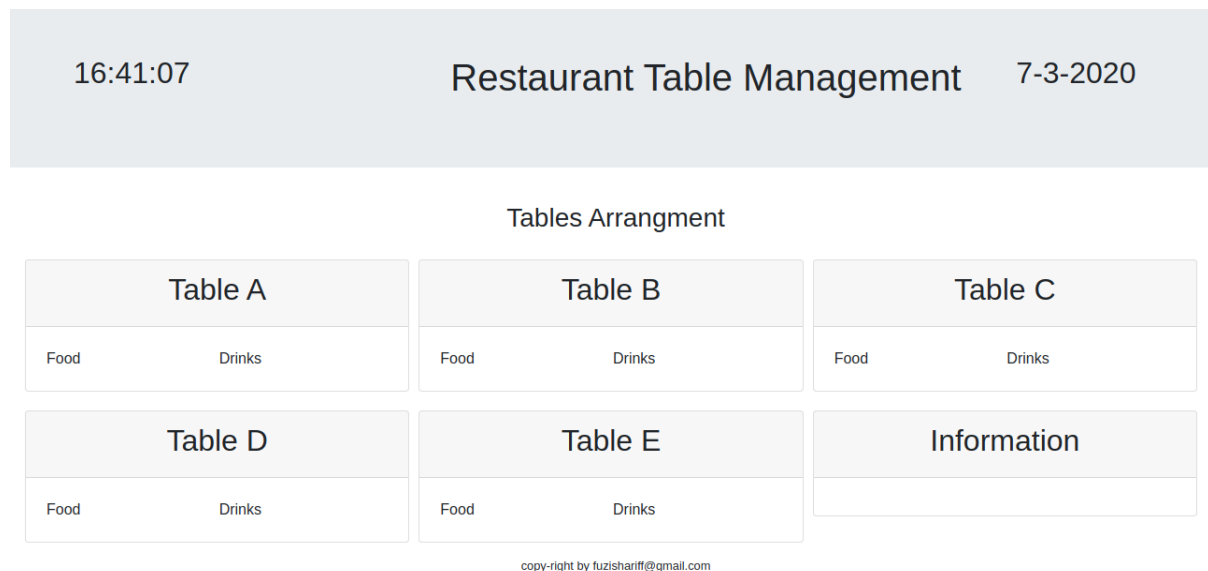 16:41:07 Restaurant Table Management 7-3-2020
Tables Arrangment
Table A Table B Table C
Food Drinks Food Drinks Food Drinks
Table D Table E Information
Food Drinks Food Drinks
copy-right by fuzishariff@gmail.com